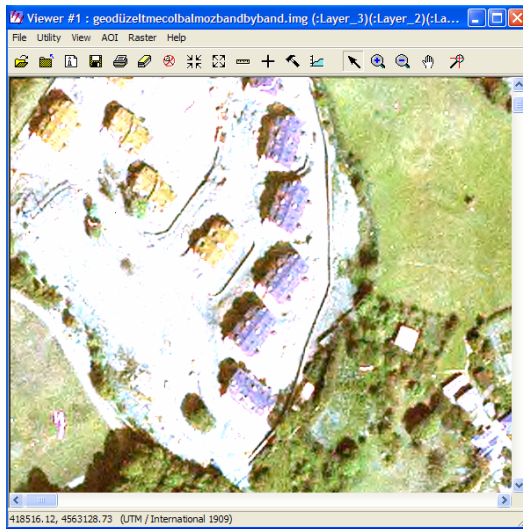 Viewer #1 : geodüzeltmecolbalmozbandbyband.img (:Layer_3)(:Layer_2)(:La...
File Utility View AOI Raster Help
418516.12, 4563128.73 (UTM / International 1909)